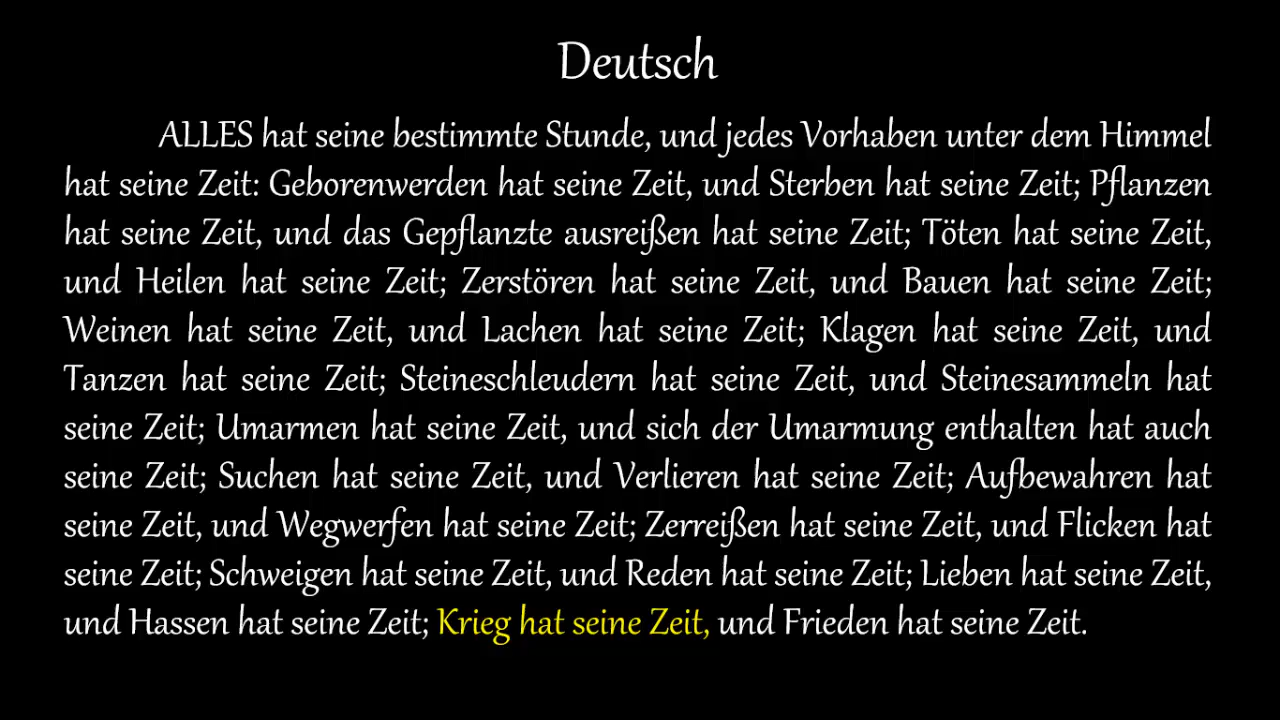 Deutsch
ALLES hat seine bestimmte Stunde, und jedes Vorhaben unter dem Himmel
hat seine Zeit: Geborenwerden hat seine Zeit, und Sterben hat seine Zeit; Pflanzen
hat seine Zeit, und das Gepflanzte ausreißen hat seine Zeit; Töten hat seine Zeit,
und Heilen hat seine Zeit; Zerstören hat seine Zeit, und Bauen hat seine Zeit;
Weinen hat seine Zeit, und Lachen hat seine Zeit; Klagen hat seine Zeit, und
Tanzen hat seine Zeit; Steineschleudern hat seine Zeit, und Steinesammeln hat
seine Zeit; Umarmen hat seine Zeit, und sich der Umarmung enthalten hat auch
seine Zeit; Suchen hat seine Zeit, und Verlieren hat seine Zeit; Aufbewahren hat
seine Zeit, und Wegwerfen hat seine Zeit; Zerreißen hat seine Zeit, und Flicken hat
seine Zeit; Schweigen hat seine Zeit, und Reden hat seine Zeit; Lieben hat seine Zeit,
und Hassen hat seine Zeit; Krieg hat seine Zeit, und Frieden hat seine Zeit.